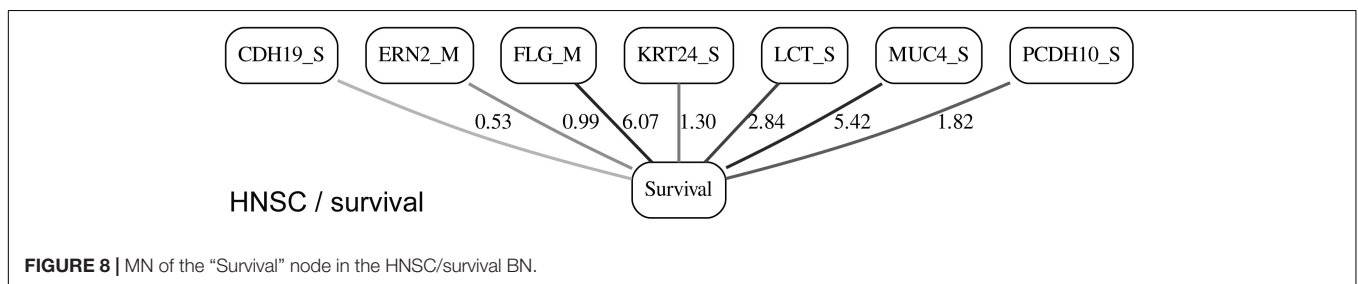 CDH19_S ERN2_M FLG_M KRT24_S LCT_S MUC4_S PCDH10_S
0.53 0.99 6.07 1.30 2.84 5.42 1.82
Survival
HNSC / survival
FIGURE 8 | MN of the “Survival” node in the HNSC/survival BN.